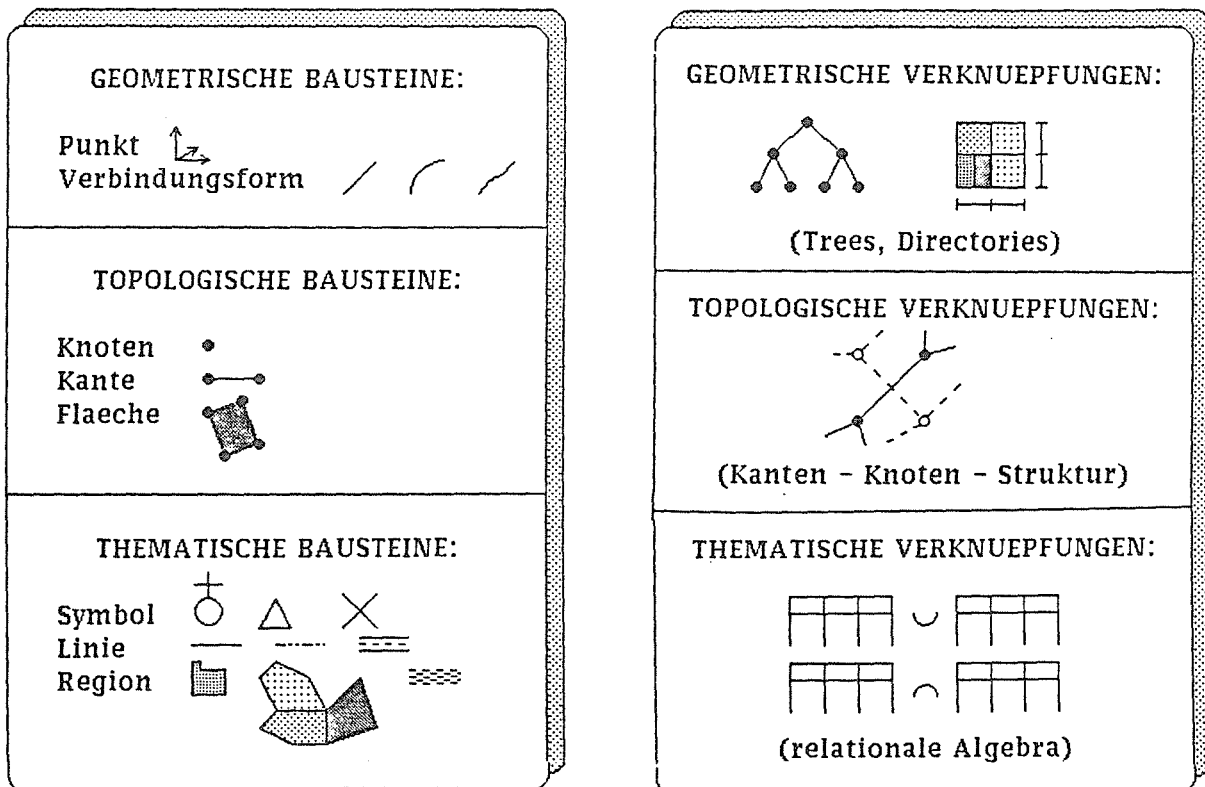 GEOMETRISCHE BAUSTEINE:
Punkt
Verbindungsform
TOPOLOGISCHE BAUSTEINE:
Knoten
Kante
Flaeche
THEMATISCHE BAUSTEINE:
Symbol
Linie
Region
GEOMETRISCHE VERKNUEPFUNGEN:
(Trees, Directories)
TOPOLOGISCHE VERKNUEPFUNGEN:
(Kanten - Knoten - Struktur)
THEMATISCHE VERKNUEPFUNGEN:
(relationale Algebra)